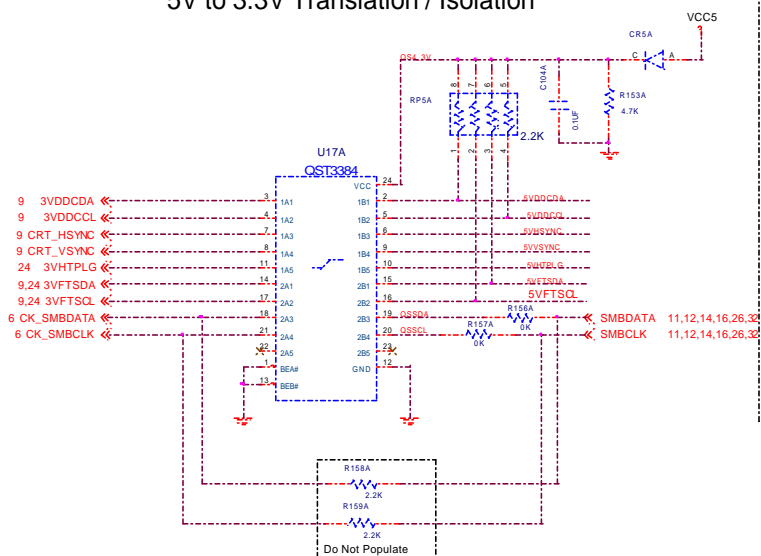 5V to 3.3V Translation / Isolation
VCC5
CR5A
QS4_3V
C
A
C104A
0.1UF
R153A
4.7K
RP5A
8
7
6
5
1
2
3
4
2.2K
U17A
QST3384
24
VCC
9 3VDDCDA
3
1A1
1B1
2
5VDDCDA
9 3VDDCCL
4
1A2
1B2
5
5VDDCCL
9 CRT_HSYNC
7
1A3
1B3
6
5VHSYNC
9 CRT_VSYNC
8
1A4
1B4
9
5VVSYNC
24 3VHTPLG
11
1A5
1B5
10
5VHTPLG
9,24 3VFTSDA
14
2A1
2B1
15
5VFTSDA
9,24 3VFTSCL
17
2A2
2B2
16
5VFTSCL
6 CK_SMBDATA
18
2A3
2B3
19
QSSDA
R156A
0K
SMBDATA 11,12,14,16,26,32
6 CK_SMBCLK
21
2A4
2B4
20
QSSCL
R157A
0K
SMBCLK 11,12,14,16,26,32
22
2A5
2B5
23
1
BEA#
GND
12
13
BEB#
R158A
2.2K
R159A
2.2K
Do Not Populate